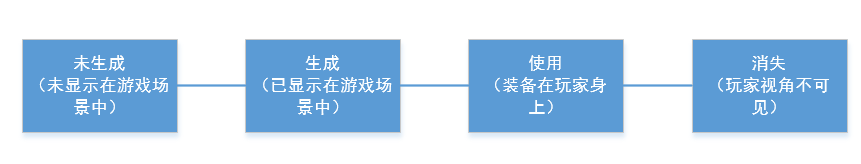 未生成
（未显示在游戏场
景中）
生成
（已显示在游戏场
景中）
使用
（装备在玩家身
上）
消失
（玩家视角不可
见）